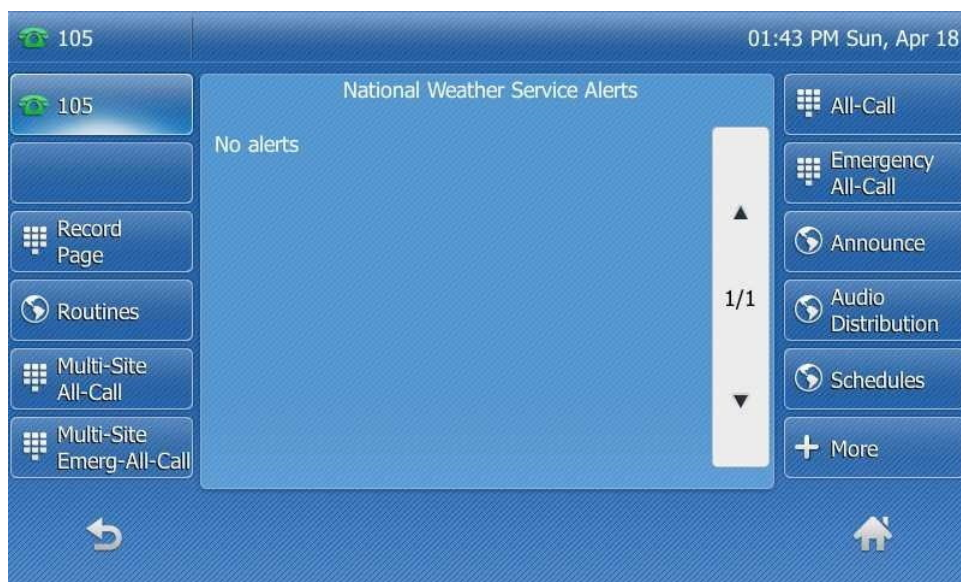 105
01:43 PM Sun, Apr 18
105
Record
Page
Routines
Multi-Site
All-Call
Multi-Site
Emerg-All-Call
National Weather Service Alerts
No alerts
1/1
All-Call
Emergency
All-Call
Announce
Audio
Distribution
Schedules
More